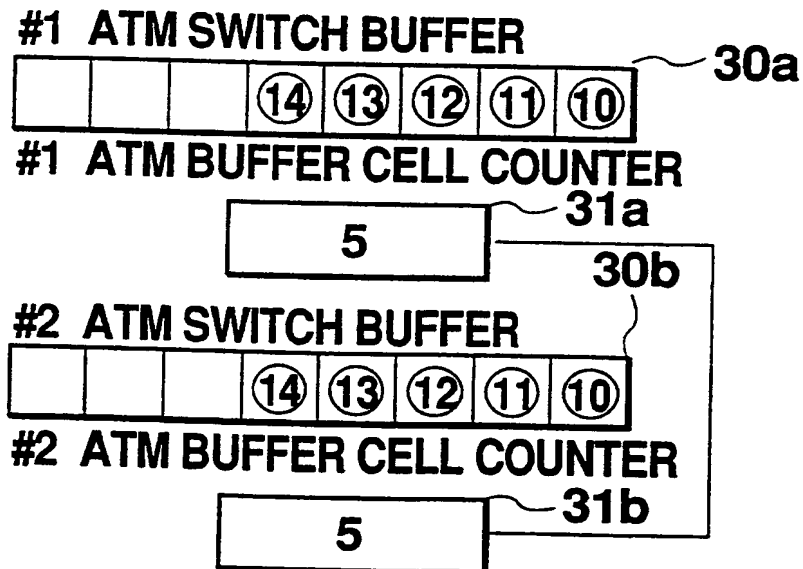 #1 ATM SWITCH BUFFER
30a
14 13 12 11 10
#1 ATM BUFFER CELL COUNTER
31a
5
30b
#2 ATM SWITCH BUFFER
14 13 12 11 10
#2 ATM BUFFER CELL COUNTER
31b
5